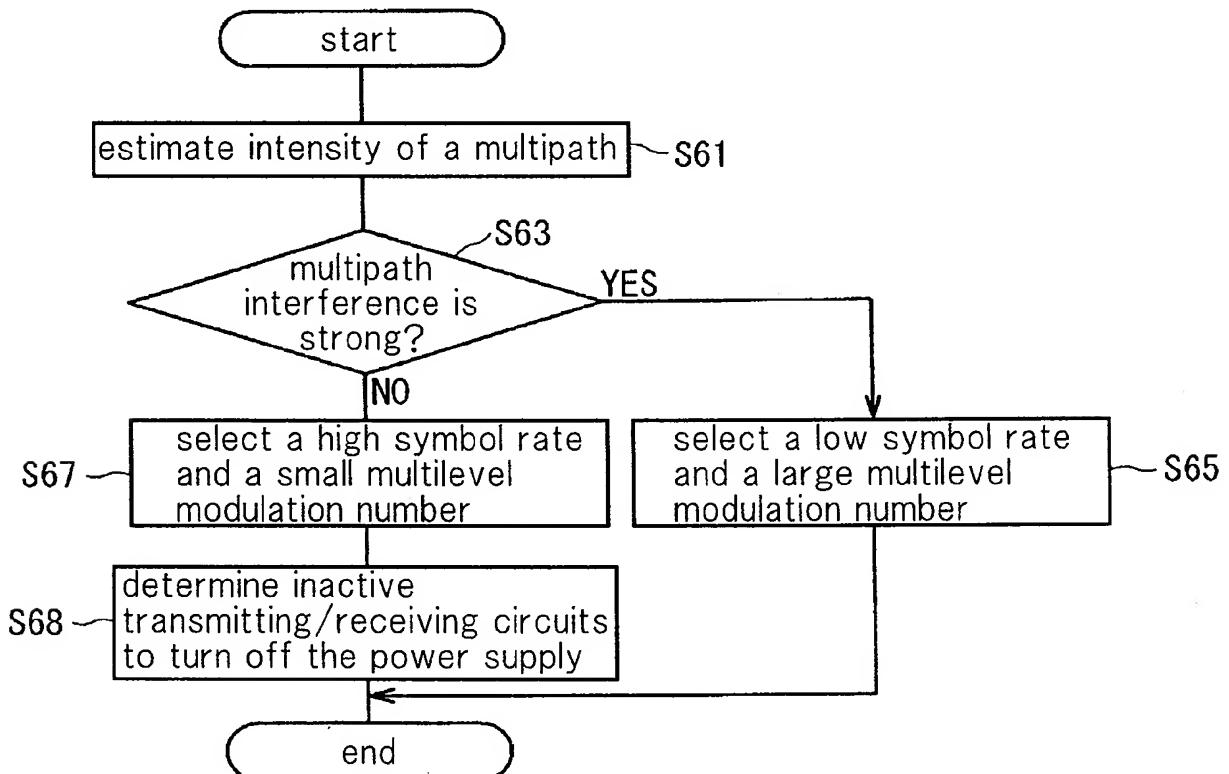 start
estimate intensity of a multipath
S61
S63
multipath
interference is
strong?
YES
NO
select a high symbol rate
and a small multilevel
modulation number
S67
select a low symbol rate
and a large multilevel
modulation number
S65
determine inactive
transmitting/receiving circuits
to turn off the power supply
S68
end